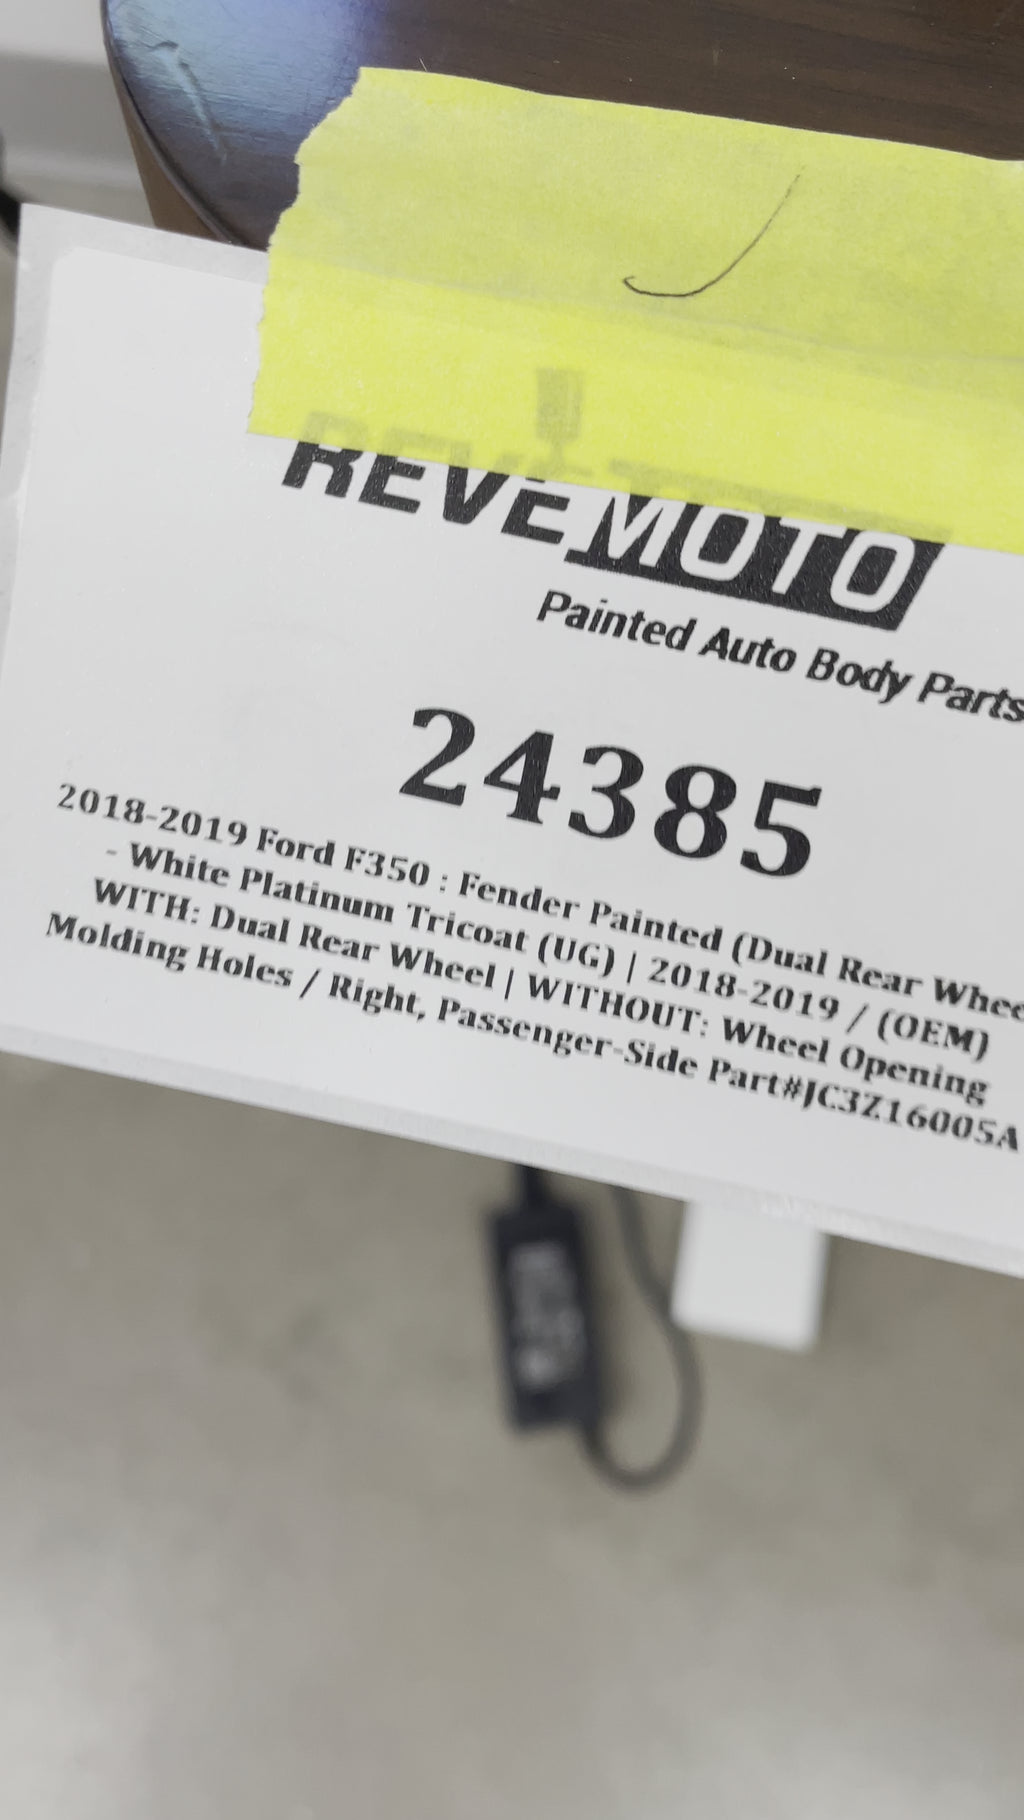 REVEMOTO
Painted Auto Body Parts
24385
2018-2019 Ford F350 : Fender Painted (Dual Rear
- White Platinum Tricoat (UG) | 2018-2019 / (OEM)
WITH: Dual Rear Wheel | WITHOUT: Wheel Opening
Molding Holes / Right, Passenger-Side Part#JC3Z16005A